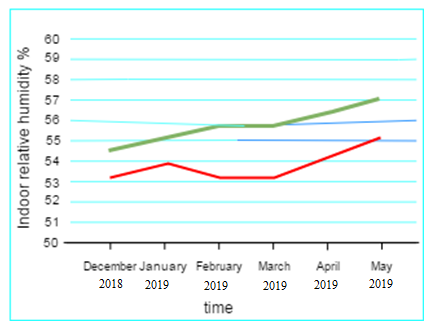 Indoor relative humidity %
60
59
58
57
56
55
54
53
52
51
50
December January February March April May
2018 2019 2019 2019 2019 2019
time